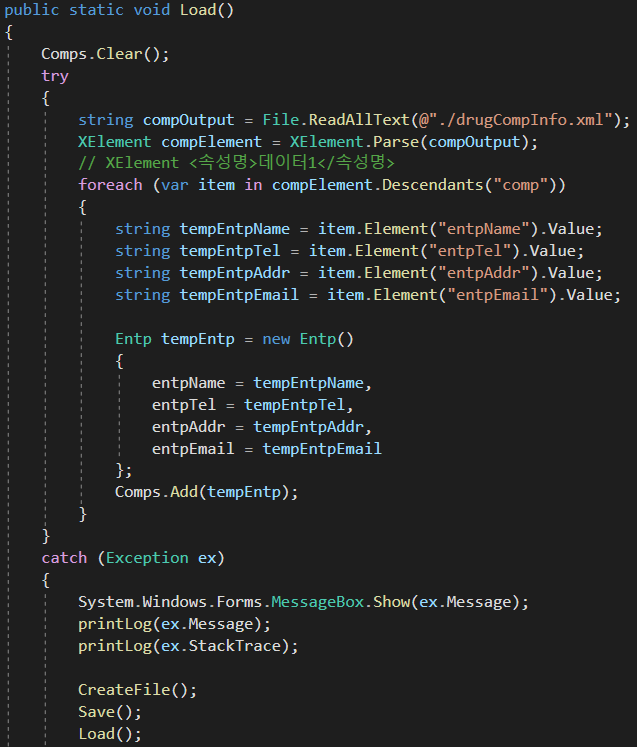 public static void Load()
{
    Comps.Clear();
    try
    {
        string compOutput = File.ReadAllText(@"./drugCompInfo.xml");
        XElement compElement = XElement.Parse(compOutput);
        // XElement <속성명>데이터1</속성명>
        foreach (var item in compElement.Descendants("comp"))
        {
            string tempEntpName = item.Element("entpName").Value;
            string tempEntpTel = item.Element("entpTel").Value;
            string tempEntpAddr = item.Element("entpAddr").Value;
            string tempEntpEmail = item.Element("entpEmail").Value;

            Entp tempEntp = new Entp()
            {
                entpName = tempEntpName,
                entpTel = tempEntpTel,
                entpAddr = tempEntpAddr,
                entpEmail = tempEntpEmail
            };
            Comps.Add(tempEntp);
        }
    }
    catch (Exception ex)
    {
        System.Windows.Forms.MessageBox.Show(ex.Message);
        printLog(ex.Message);
        printLog(ex.StackTrace);

        CreateFile();
        Save();
        Load();